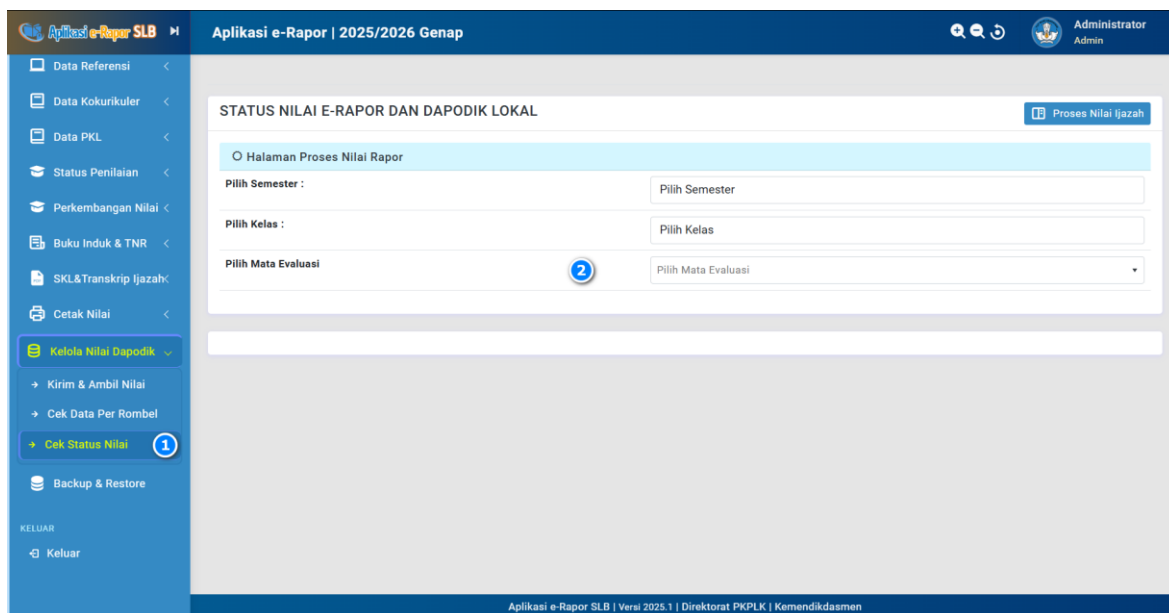 Aplikasi e-Rapor SLB
Aplikasi e-Rapor | 2025/2026 Genap
Administrator
Admin
Data Referensi
Data Kokurikuler
Data PKL
Status Penilaian
Perkembangan Nilai
Buku Induk & TNR
SKL&Transkrip Ijazah
Cetak Nilai
Kelola Nilai Dapodik
Kirim & Ambil Nilai
Cek Data Per Rombel
Cek Status Nilai
1
Backup & Restore
KELUAR
Keluar
STATUS NILAI E-RAPOR DAN DAPODIK LOKAL
Proses Nilai Ijazah
Halaman Proses Nilai Rapor
Pilih Semester :
Pilih Semester
Pilih Kelas :
Pilih Kelas
Pilih Mata Evaluasi
2
Pilih Mata Evaluasi
Aplikasi e-Rapor SLB | Versi 2025.1 | Direktorat PKPLK | Kemendikdasmen